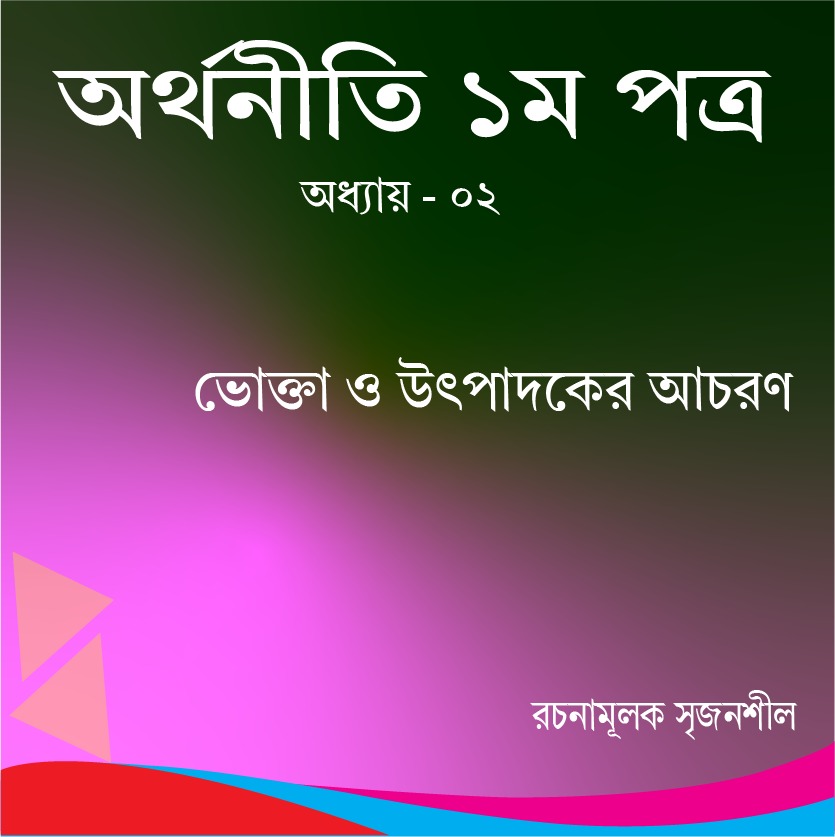 অর্থনীতি ১ম পত্র
অধ্যায় - ০২
ভোক্তা ও উৎপাদকের আচরণ
রচনামূলক সৃজনশীল